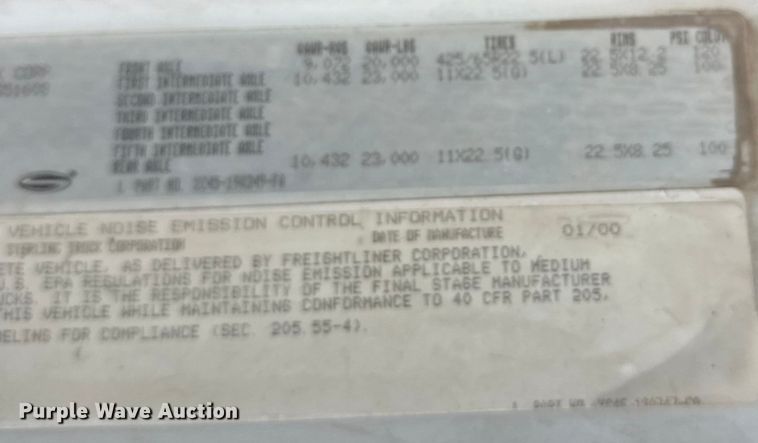 GAWR-KGS GAWR-LBS TIRES RIMS PSI COLD
FRONT AXLE 9,072 20,000 425/65R22.5(L) 120
CORP FIRST INTERMEDIATE AXLE 10,432 23,000 11X22.5(G) 22.5X8.25 100
SECOND INTERMEDIATE AXLE
THIRD INTERMEDIATE AXLE
FOURTH INTERMEDIATE AXLE
FIFTH INTERMEDIATE AXLE
REAR AXLE 10,432 23,000 11X22.5(G) 22.5X8.25 100
PART NO.
VEHICLE NOISE EMISSION CONTROL INFORMATION
STERLING TRUCK CORPORATION DATE OF MANUFACTURE 01/00
ETE VEHICLE, AS DELIVERED BY FREIGHTLINER CORPORATION,
U.S. EPA REGULATIONS FOR NOISE EMISSION APPLICABLE TO MEDIUM
UCKS. IT IS THE RESPONSIBILITY OF THE FINAL STAGE MANUFACTURER
THIS VEHICLE WHILE MAINTAINING CONFORMANCE TO 40 CFR PART 205,
ELING FOR COMPLIANCE (SEC. 205.55-4).
PART NO.
Purple Wave Auction